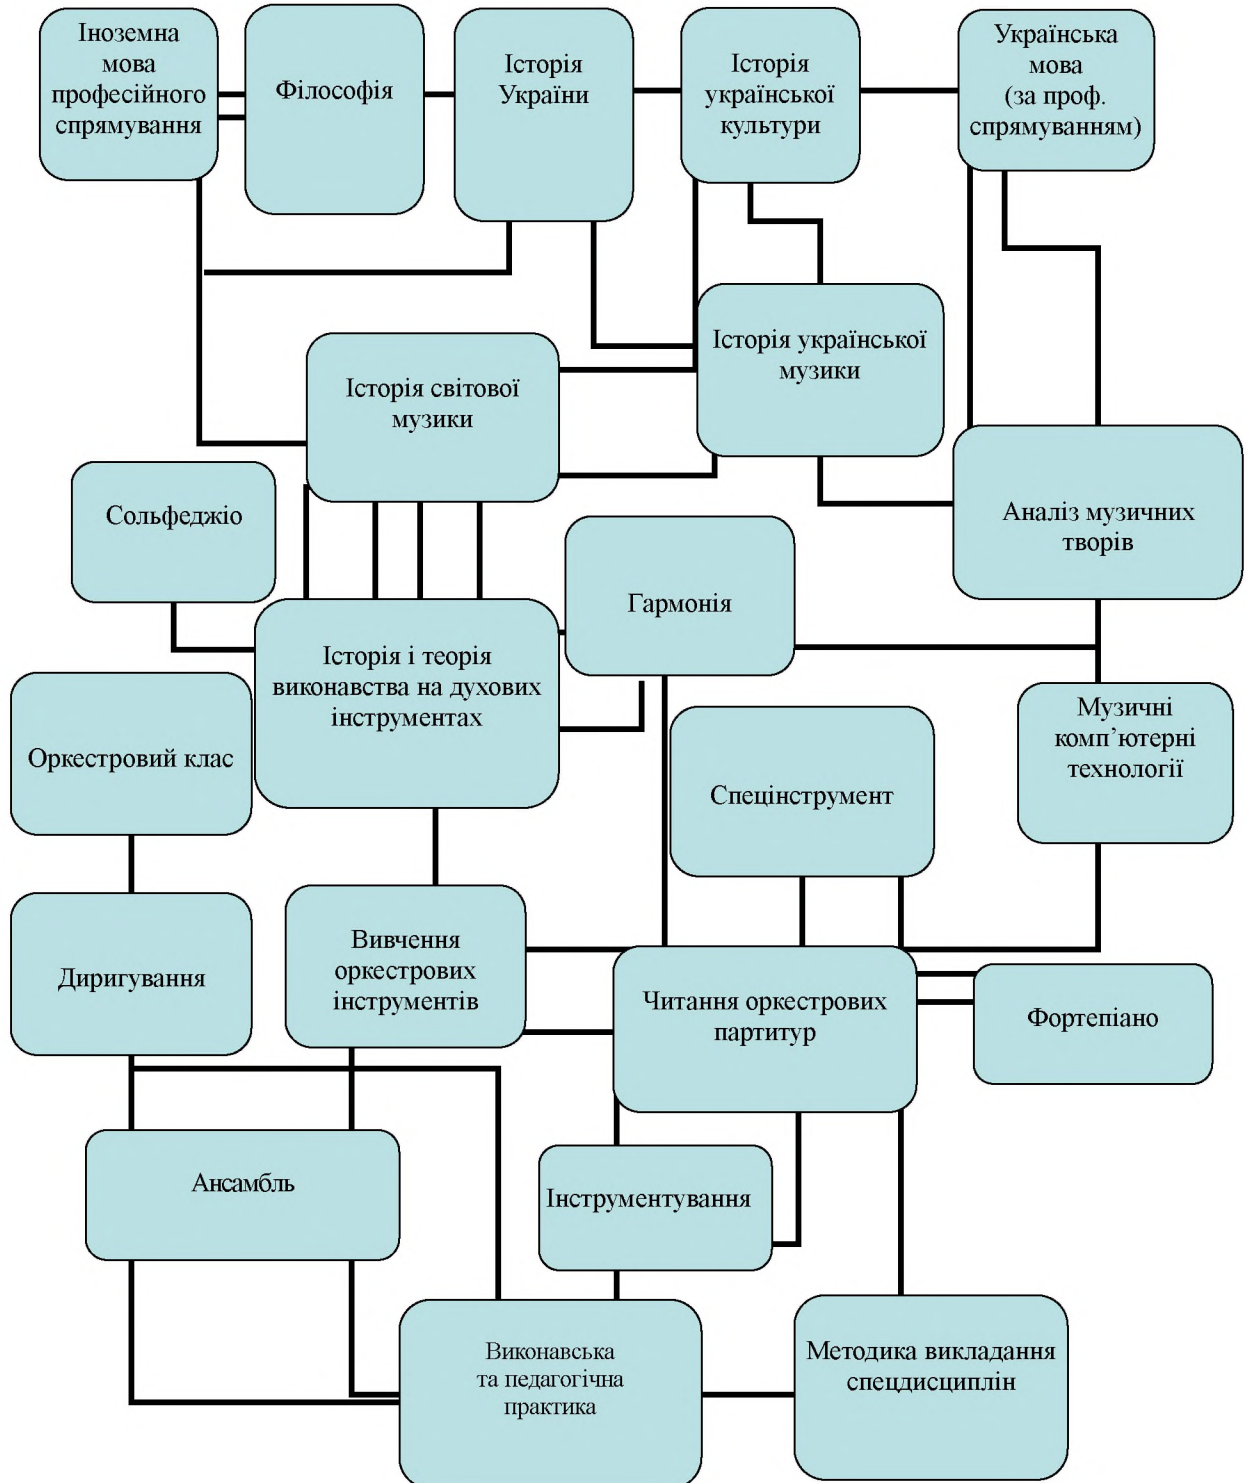 Іноземна
мова
професійного
спрямування
Філософія
Історія
України
Історія
української
культури
Українська
мова
(за проф.
спрямуванням)
Історія української
музики
Історія світової
музики
Сольфеджіо
Аналіз музичних
творів
Гармонія
Історія і теорія
виконавства на духових
інструментах
Оркестровий клас
Спецінструмент
Музичні
комп’ютерні
технології
Диригування
Вивчення
оркестрових
інструментів
Читання оркестрових
партитур
Фортепіано
Ансамбль
Інструментування
Виконавська
та педагогічна
практика
Методика викладання
спецдисциплін